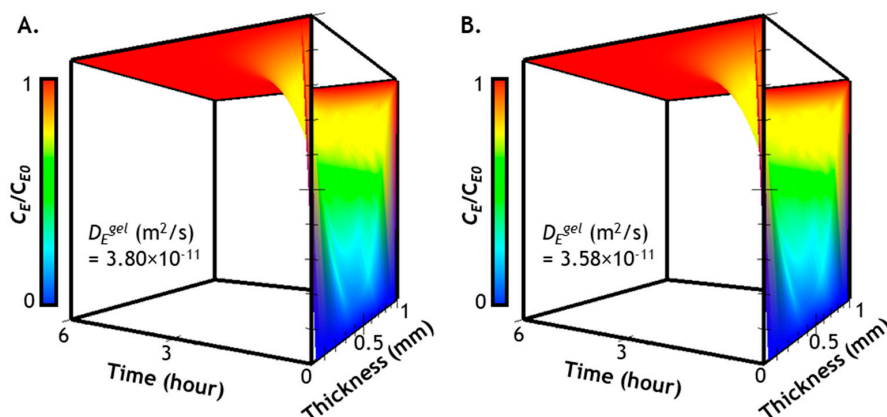 A.
1
C_E/C_E0
0
D_E^gel (m²/s)
= 3.80×10⁻¹¹
6
3
0
Time (hour)
0.5
1
Thickness (mm)
B.
1
C_E/C_E0
0
D_E^gel (m²/s)
= 3.58×10⁻¹¹
6
3
0
Time (hour)
0.5
1
Thickness (mm)